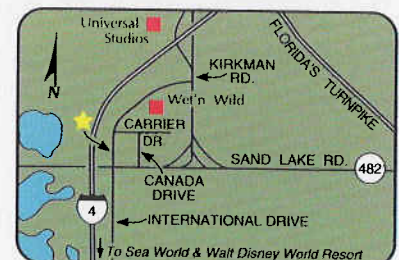 Universal
Studios
N
KIRKMAN
RD.
FLORIDA'S TURNPIKE
Wet'n Wild
CARRIER
DR.
SAND LAKE RD.
482
CANADA
DRIVE
4
INTERNATIONAL DRIVE
To Sea World & Walt Disney World Resort